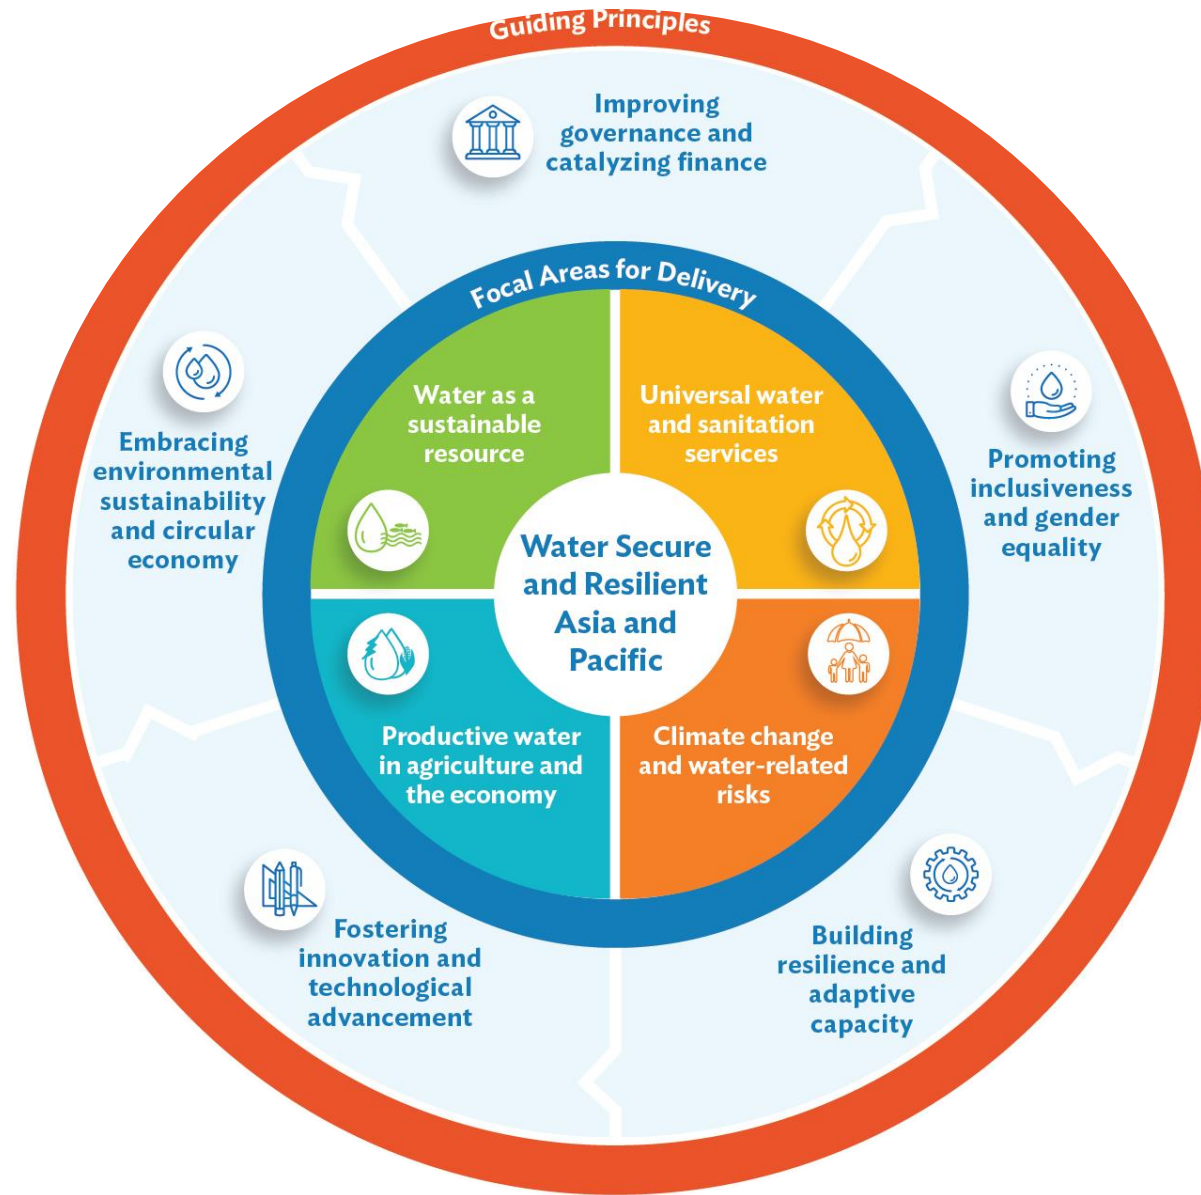 Guiding Principles
Improving
governance and
catalyzing finance
Focal Areas for Delivery
Embracing
environmental
sustainability
and circular
economy
Water as a
sustainable
resource
Universal water
and sanitation
services
Promoting
inclusiveness
and gender
equality
Water Secure
and Resilient
Asia and
Pacific
Productive water
in agriculture and
the economy
Climate change
and water-related
risks
Fostering
innovation and
technological
advancement
Building
resilience and
adaptive
capacity